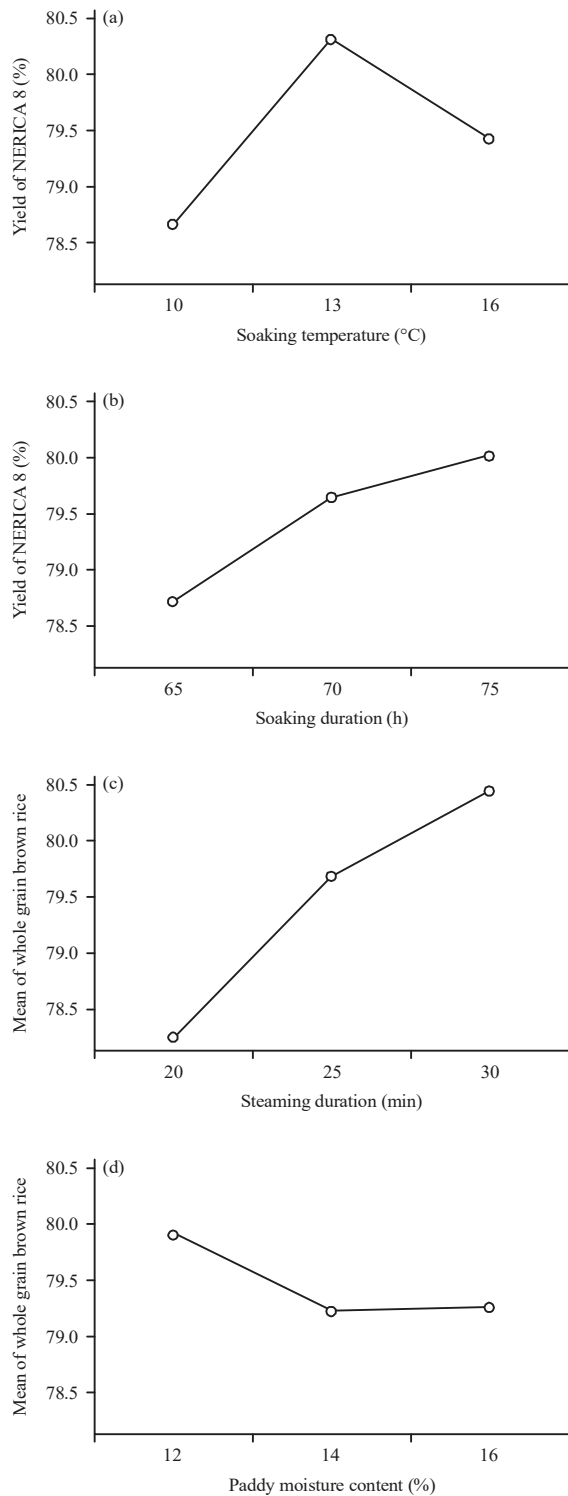 (a)
Yield of NERICA 8 (%)
80.5
80.0
79.5
79.0
78.5
10 13 16
Soaking temperature (°C)
(b)
Yield of NERICA 8 (%)
80.5
80.0
79.5
79.0
78.5
65 70 75
Soaking duration (h)
(c)
Mean of whole grain brown rice
80.5
80.0
79.5
79.0
78.5
20 25 30
Steaming duration (min)
(d)
Mean of whole grain brown rice
80.5
80.0
79.5
79.0
78.5
12 14 16
Paddy moisture content (%)